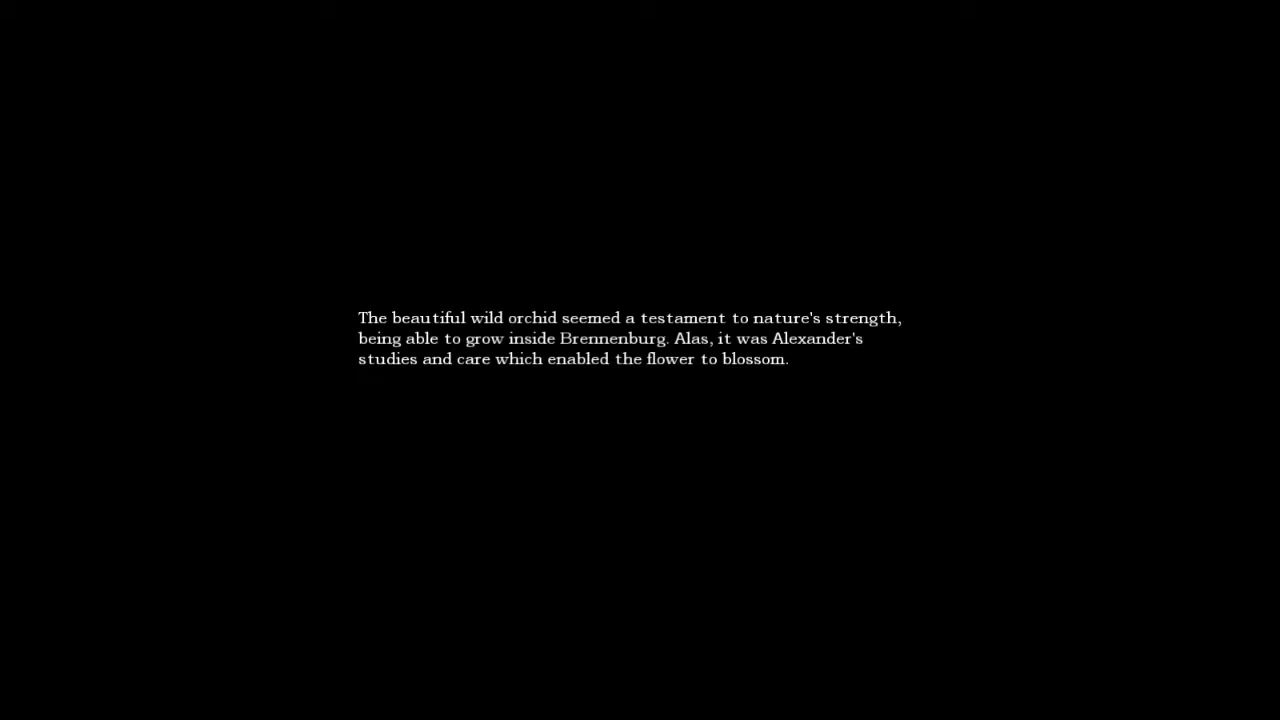 The beautiful wild orchid seemed a testament to nature's strength,
being able to grow inside Brennenburg. Alas, it was Alexander's
studies and care which enabled the flower to blossom.